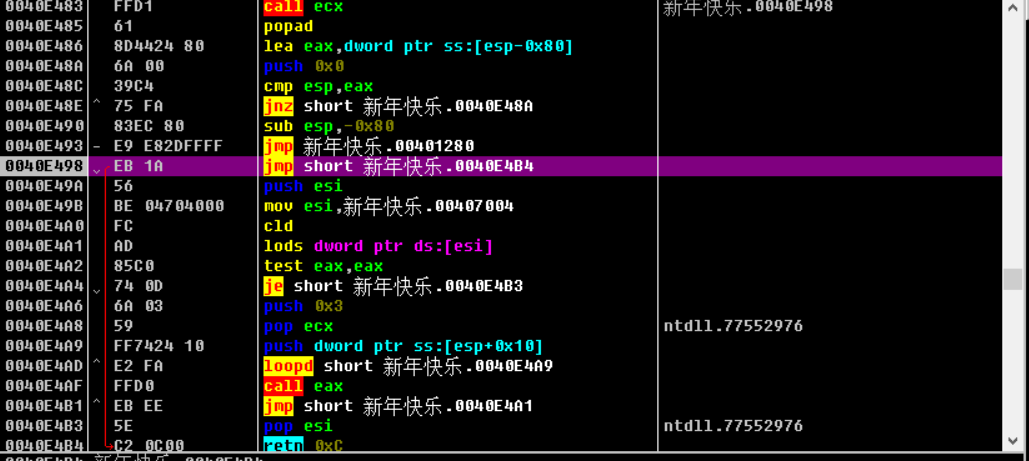 0040E483 FFD1 call ecx 新年快乐.0040E498
0040E485 61 popad
0040E486 8D4424 80 lea eax,dword ptr ss:[esp-0x80]
0040E48A 6A 00 push 0x0
0040E48C 39C4 cmp esp,eax
0040E48E ^ 75 FA jnz short 新年快乐.0040E48A
0040E490 83EC 80 sub esp,-0x80
0040E493 - E9 E82DFFFF jmp 新年快乐.00401280
0040E498 EB 1A jmp short 新年快乐.0040E4B4
0040E49A 56 push esi
0040E49B BE 04704000 mov esi,新年快乐.00407004
0040E4A0 FC cld
0040E4A1 AD lods dword ptr ds:[esi]
0040E4A2 85C0 test eax,eax
0040E4A4 74 0D je short 新年快乐.0040E4B3
0040E4A6 6A 03 push 0x3
0040E4A8 59 pop ecx ntdll.77552976
0040E4A9 FF7424 10 push dword ptr ss:[esp+0x10]
0040E4AD ^ E2 FA loopd short 新年快乐.0040E4A9
0040E4AF FFD0 call eax
0040E4B1 ^ EB EE jmp short 新年快乐.0040E4A1
0040E4B3 5E pop esi ntdll.77552976
0040E4B4 C2 0C00 retn 0xC